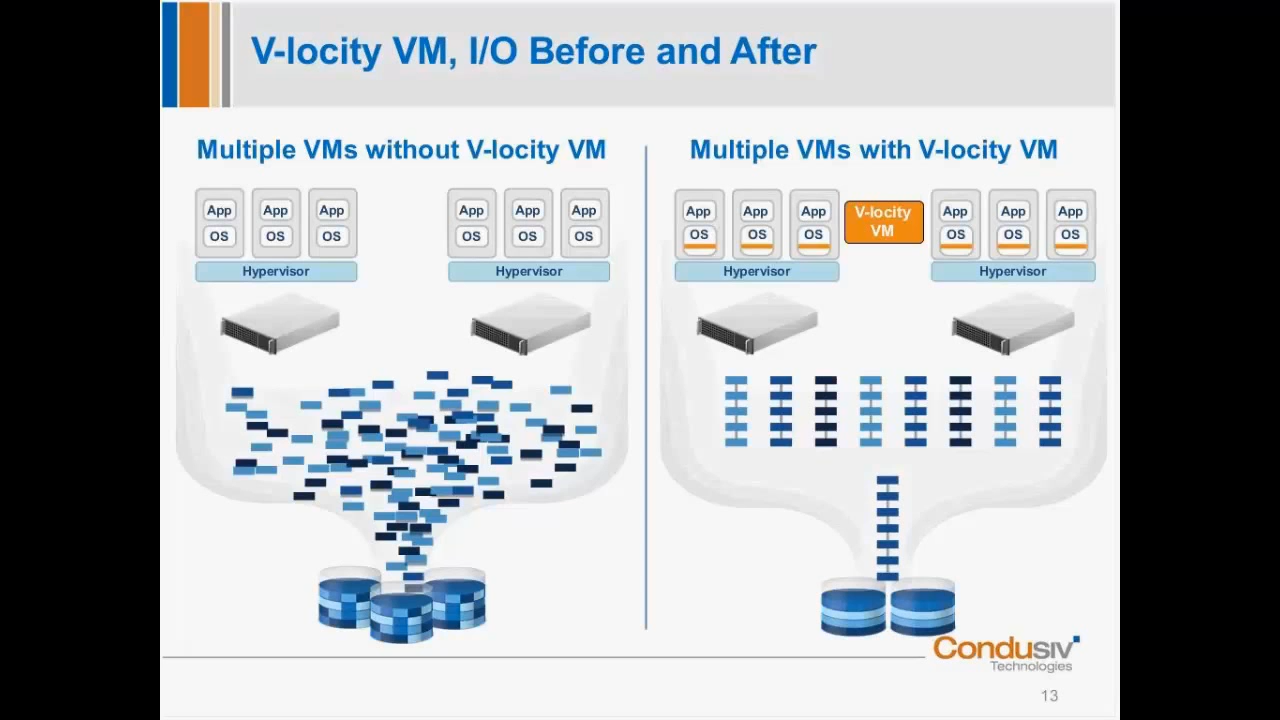 V-locity VM, I/O Before and After
Multiple VMs without V-locity VM
App App App
OS OS OS
Hypervisor
App App App
OS OS OS
Hypervisor
Multiple VMs with V-locity VM
App App App
OS OS OS
Hypervisor
V-locity
VM
App App App
OS OS OS
Hypervisor
Condusiv
Technologies
13